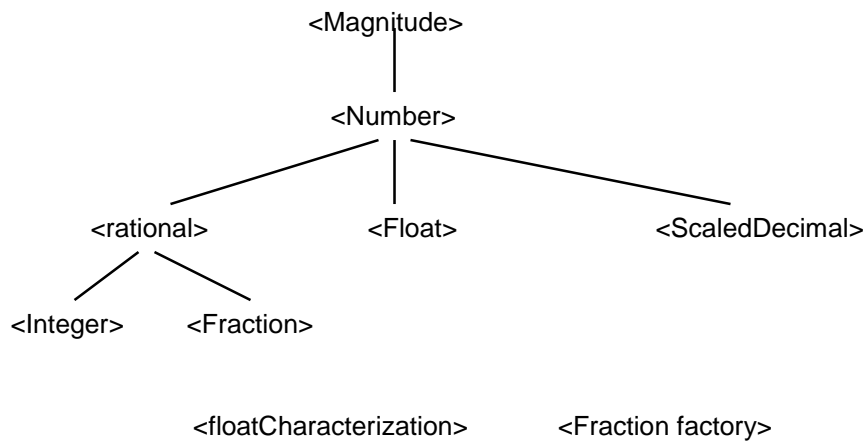 <Magnitude>
<Number>
<rational> <Float> <ScaledDecimal>
<Integer> <Fraction>
<floatCharacterization> <Fraction factory>